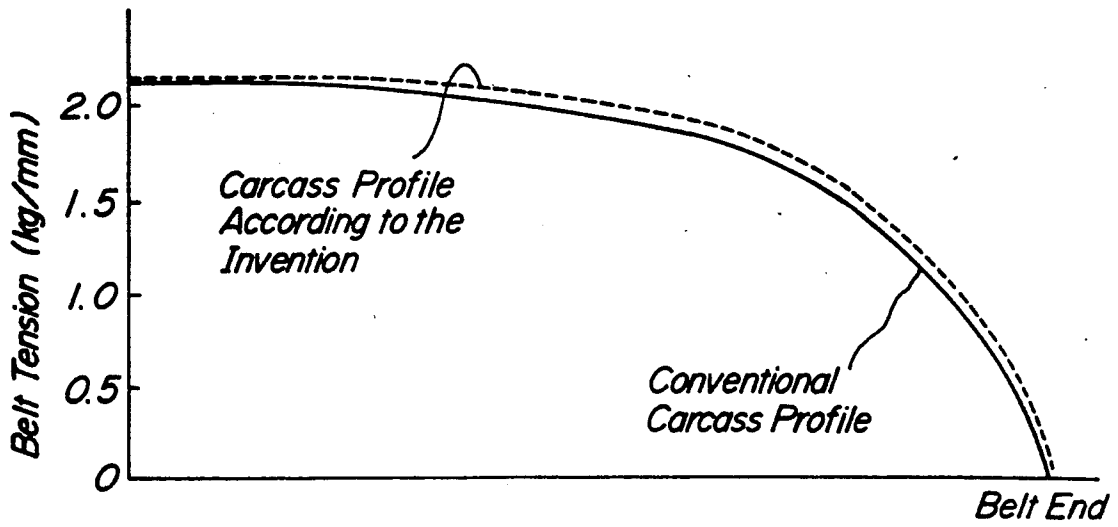 Belt Tension (kg/mm)
2.0
1.5
1.0
0.5
0
Carcass Profile
According to the
Invention
Conventional
Carcass Profile
Belt End